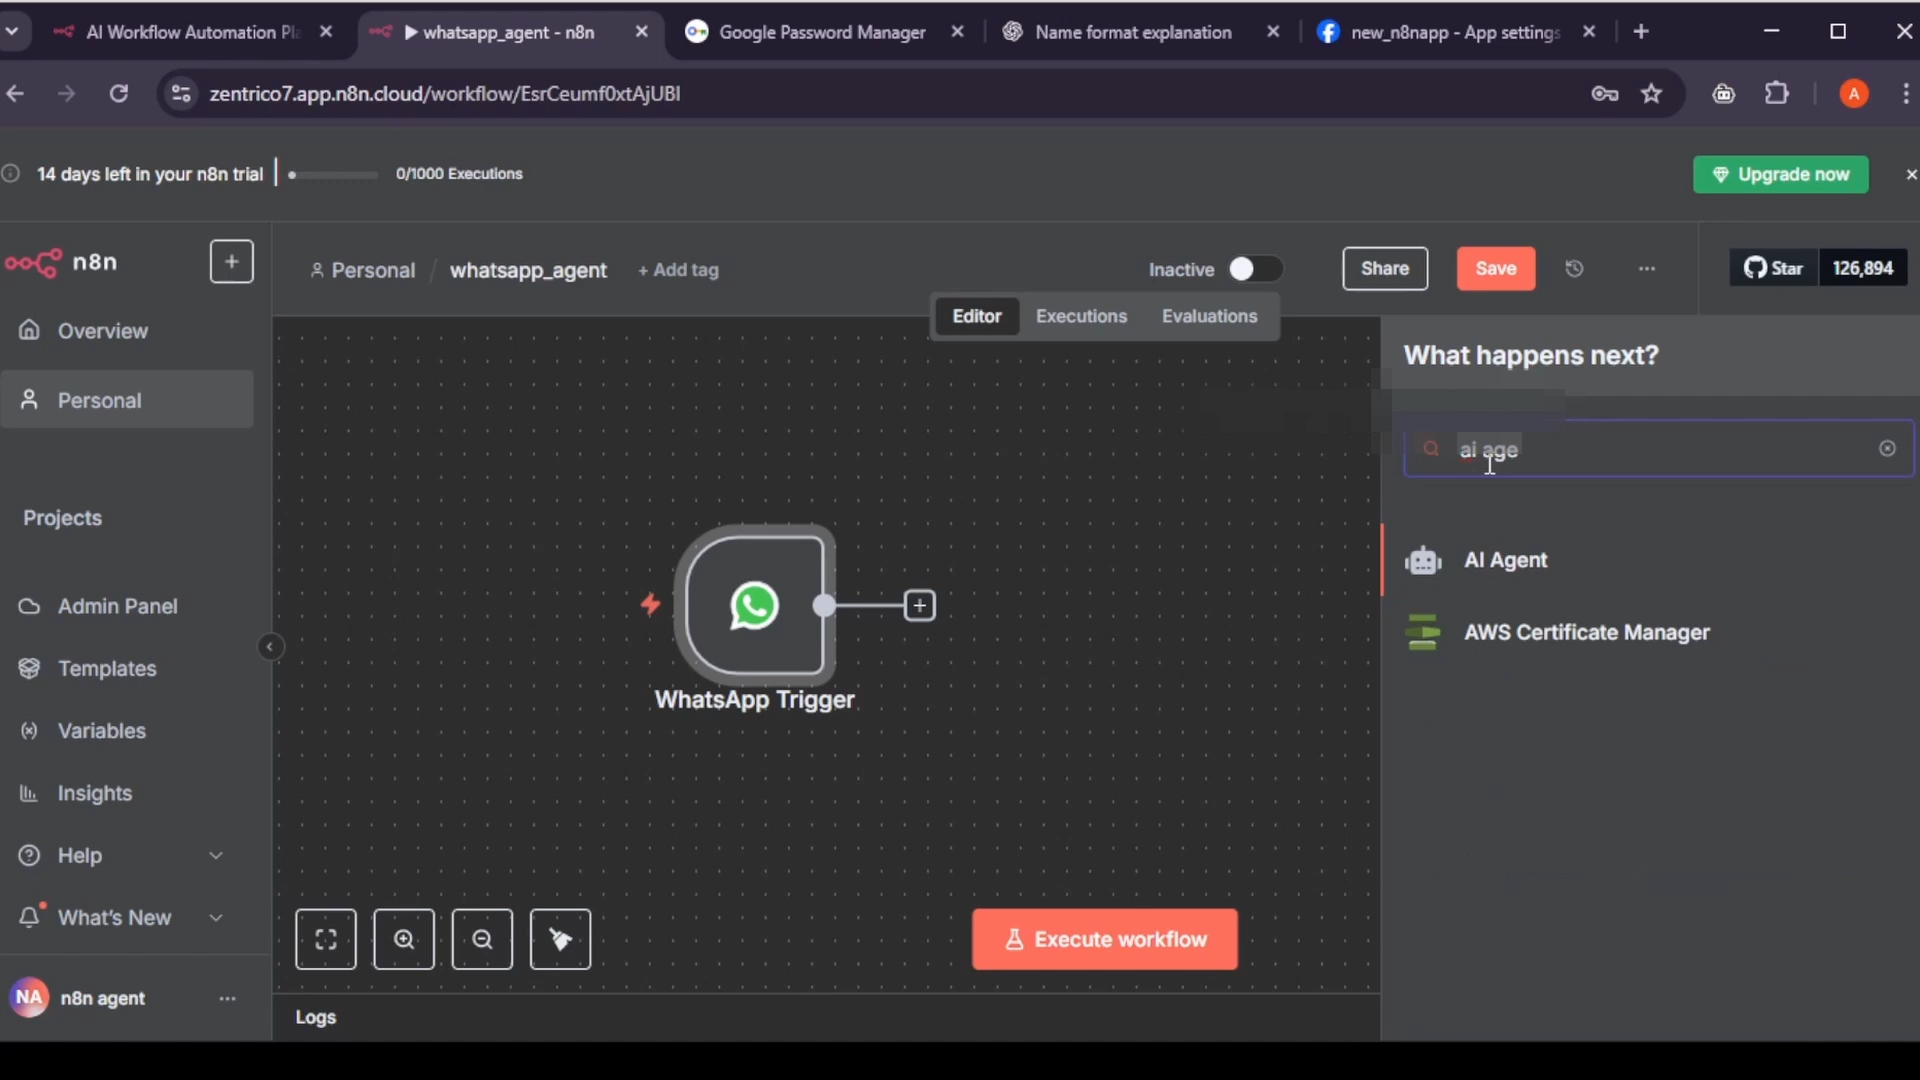 AI Workflow Automation Pla
▶ whatsapp_agent - n8n
Google Password Manager
Name format explanation
new_n8napp - App settings
zentrico7.app.n8n.cloud/workflow/EsrCeumf0xtAjUBI
A
14 days left in your n8n trial
0/1000 Executions
Upgrade now
n8n
Personal / whatsapp_agent + Add tag
Inactive
Share
Save
Star 126,894
Overview
Personal
Projects
Admin Panel
Templates
Variables
Insights
Help
What's New
NA n8n agent
Editor
Executions
Evaluations
WhatsApp Trigger
Execute workflow
Logs
What happens next?
ai age
AI Agent
AWS Certificate Manager